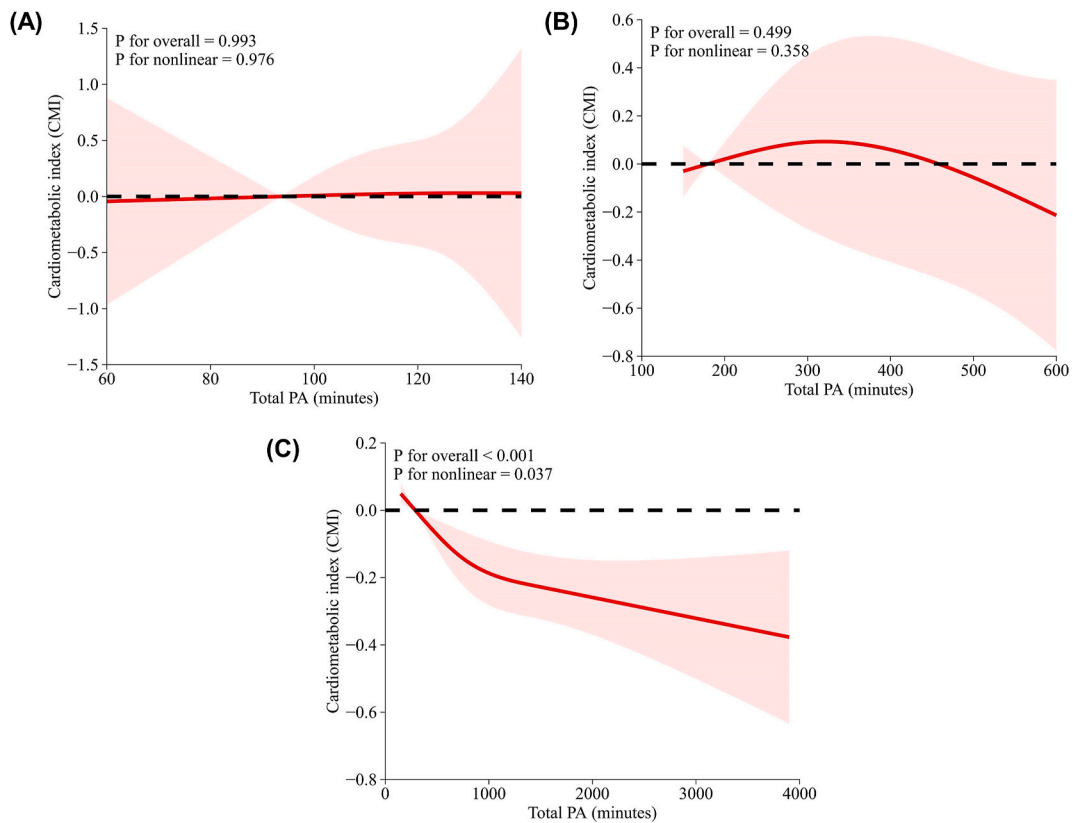 (A)
P for overall = 0.993
P for nonlinear = 0.976
Cardiometabolic index (CMI)
1.5
1.0
0.5
0.0
−0.5
−1.0
−1.5
60
80
100
120
140
Total PA (minutes)
(B)
P for overall = 0.499
P for nonlinear = 0.358
Cardiometabolic index (CMI)
0.6
0.4
0.2
0.0
−0.2
−0.4
−0.6
−0.8
100
200
300
400
500
600
Total PA (minutes)
(C)
P for overall < 0.001
P for nonlinear = 0.037
Cardiometabolic index (CMI)
0.2
0.0
−0.2
−0.4
−0.6
−0.8
0
1000
2000
3000
4000
Total PA (minutes)